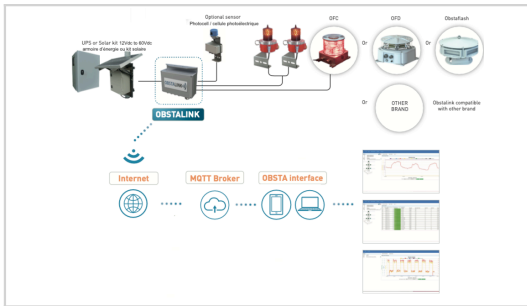 Optional sensor
Photocell / cellule photoélectrique
OFC
OFD
Obstaflash
UPS or Solar kit 12Vdc to 60Vdc
armoire d'énergie ou kit solaire
Or
Or
OBSTALINK
OBSTALINK
Or
OTHER
BRAND
Obstalink compatible
with other brand
Internet
MQTT Broker
OBSTA interface